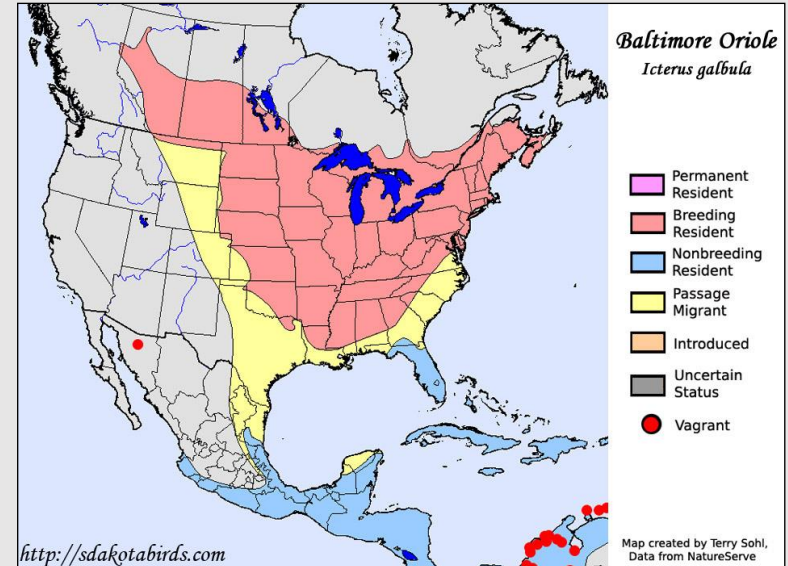 Baltimore Oriole
Icterus galbula
Permanent
Resident
Breeding
Resident
Nonbreeding
Resident
Passage
Migrant
Introduced
Uncertain
Status
Vagrant
Map created by Terry Sohl,
Data from NatureServe
http://sdakotabirds.com